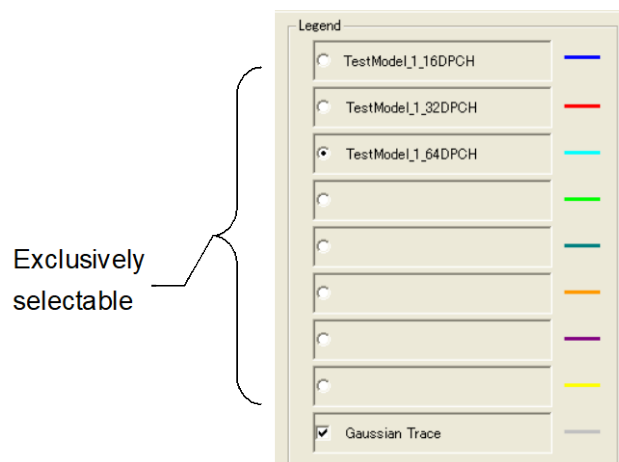 Legend
TestModel_1_16DPCH
TestModel_1_32DPCH
TestModel_1_64DPCH
Exclusively
selectable
Gaussian Trace